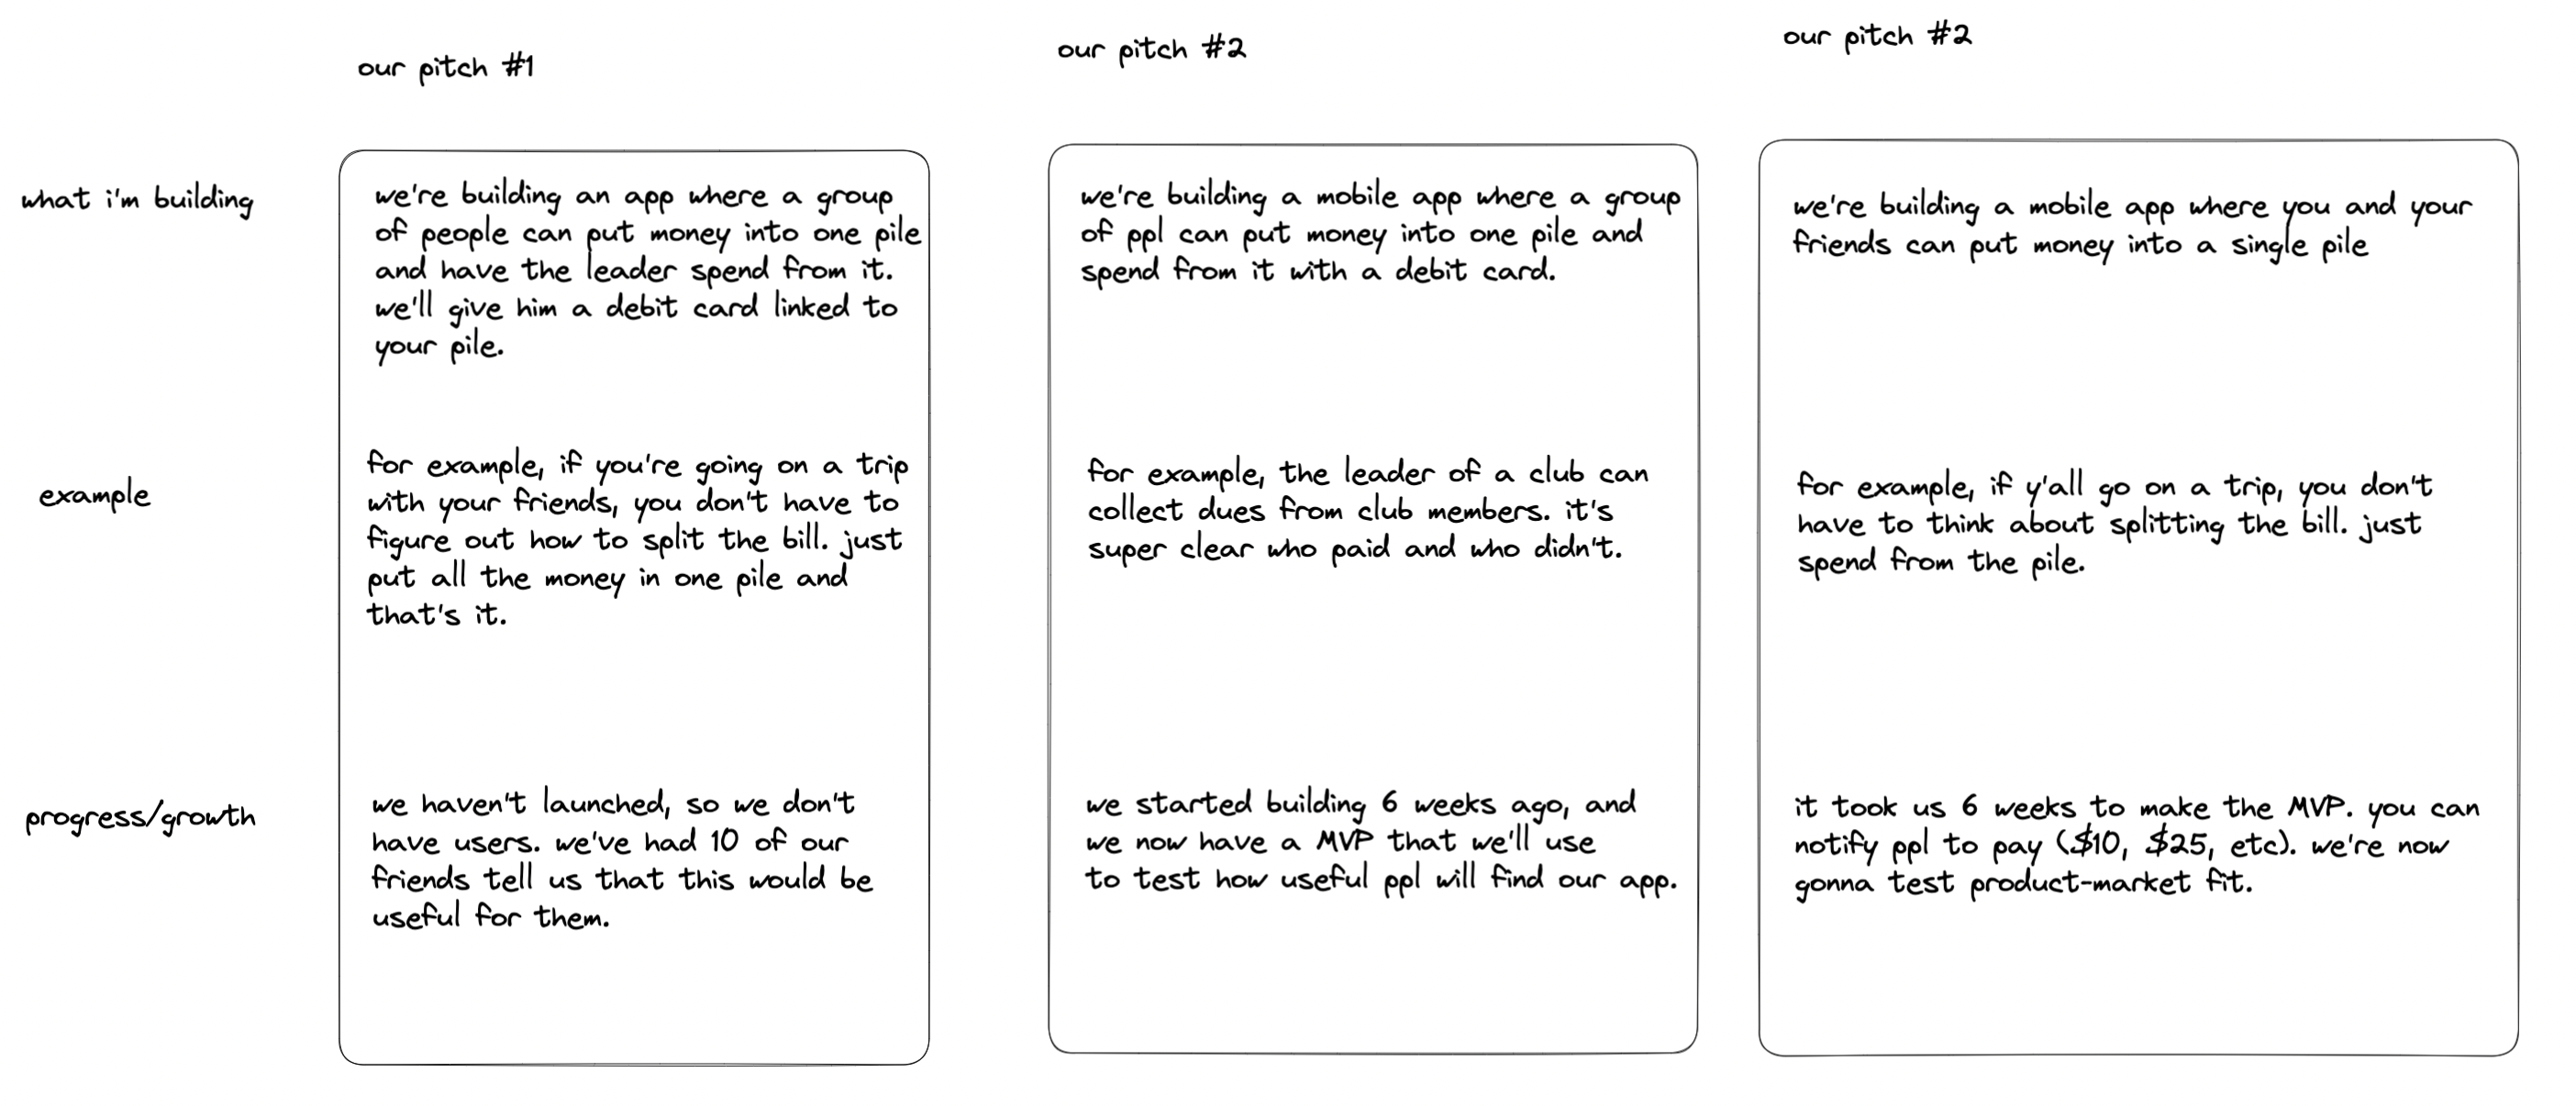 our pitch #1
our pitch #2
our pitch #2
what i'm building
we're building an app where a group
of people can put money into one pile
and have the leader spend from it.
we'll give him a debit card linked to
your pile.
we're building a mobile app where a group
of ppl can put money into one pile and
spend from it with a debit card.
we're building a mobile app where you and your
friends can put money into a single pile
example
for example, if you're going on a trip
with your friends, you don't have to
figure out how to split the bill. just
put all the money in one pile and
that's it.
for example, the leader of a club can
collect dues from club members. it's
super clear who paid and who didn't.
for example, if y'all go on a trip, you don't
have to think about splitting the bill. just
spend from the pile.
progress/growth
we haven't launched, so we don't
have users. we've had 10 of our
friends tell us that this would be
useful for them.
we started building 6 weeks ago, and
we now have a MVP that we'll use
to test how useful ppl will find our app.
it took us 6 weeks to make the MVP. you can
notify ppl to pay ($10, $25, etc). we're now
gonna test product-market fit.